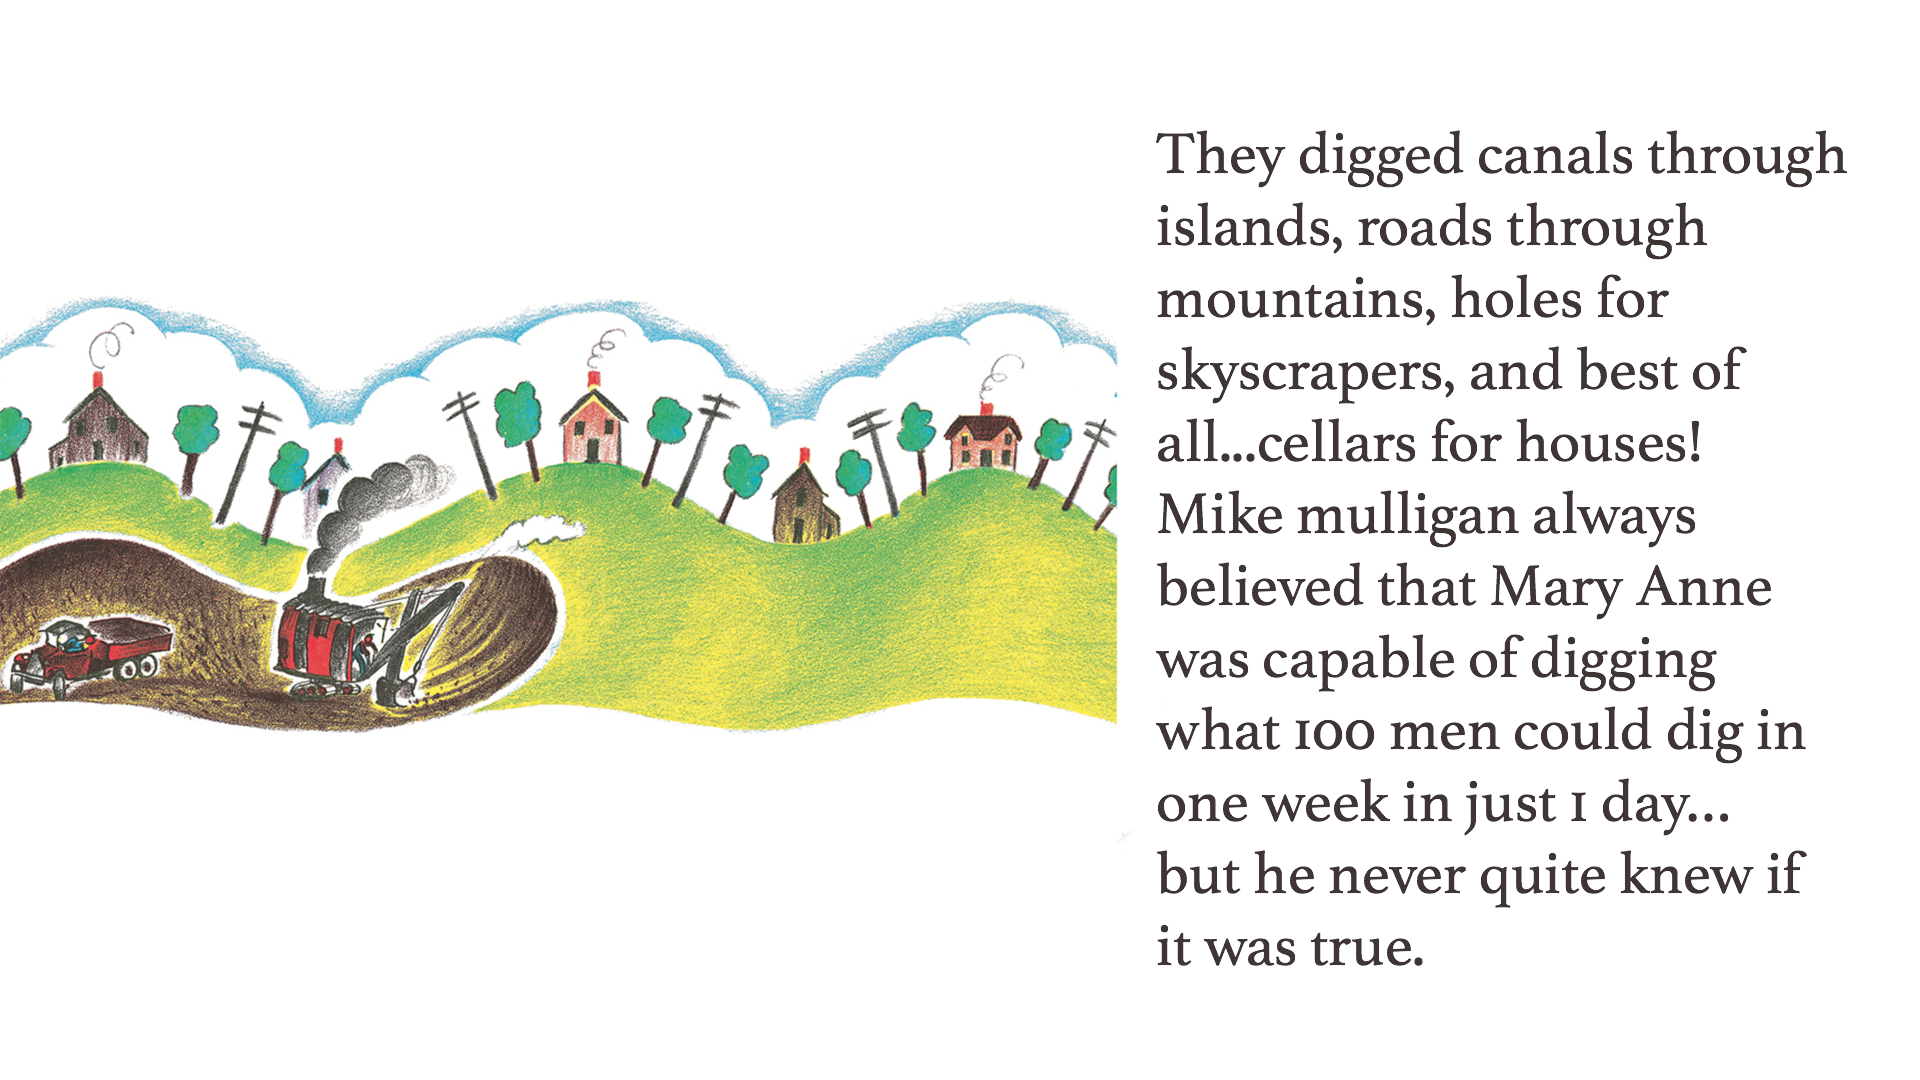 They digged canals through
islands, roads through
mountains, holes for
skyscrapers, and best of
all...cellars for houses!
Mike mulligan always
believed that Mary Anne
was capable of digging
what 100 men could dig in
one week in just 1 day...
but he never quite knew if
it was true.